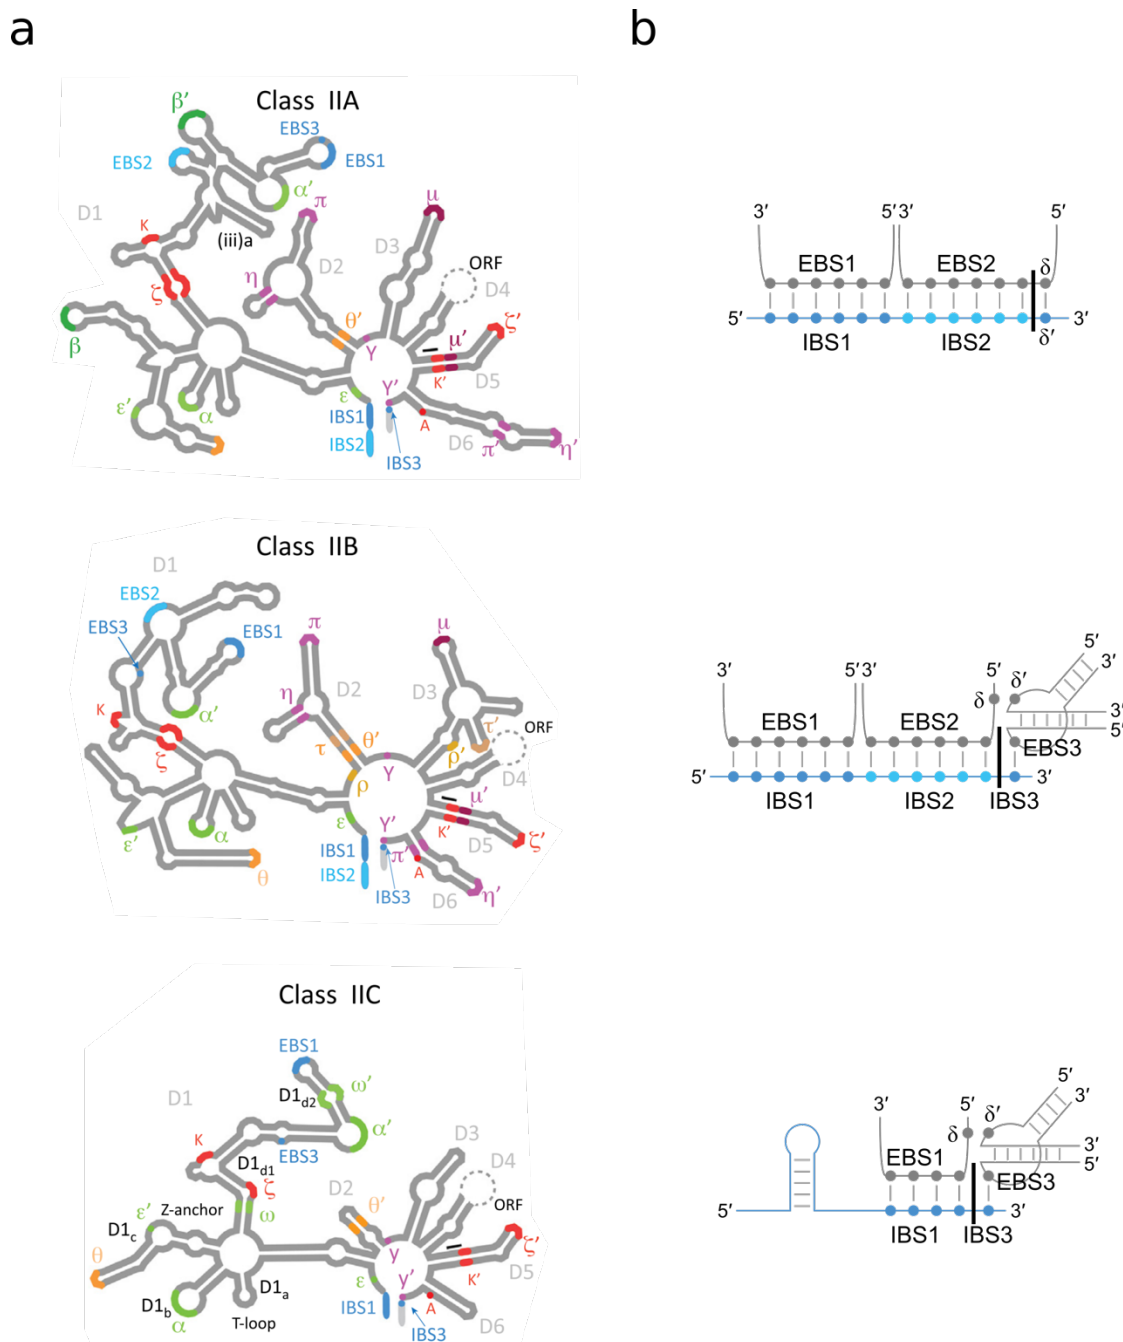 a
b
Class IIA
β′
EBS3
EBS2
EBS1
α′
π
μ
D1
K
(iii)a
D3
D2
ORF
η
D4
ζ
θ′
ζ′
β
μ′
γ
K′
D5
γ′
ε
ε′
α
IBS1
A
IBS2
D6
IBS3
π′
η′
3′
5′
3′
5′
EBS1
EBS2
δ
5′
3′
IBS1
IBS2
δ′
Class IIB
D1
EBS2
EBS3
EBS1
π
μ
η
D2
D3
K
α′
τ
θ′
τ′
ORF
ζ
γ
ρ′
D4
ρ
μ′
ε
γ′
K′
ε′
α
D5
ζ′
IBS1
π′
A
θ
IBS2
IBS3
D6
η′
5′
3′
3′
5′
3′
5′
δ
δ′
3′
EBS1
EBS2
5′
EBS3
5′
3′
IBS1
IBS2
IBS3
Class IIC
EBS1
D1
D1d2
ω′
α′
K
D3
EBS3
D4
D1d1
ζ
D2
ε′
Z-anchor
ω
θ′
ORF
D1c
θ
y
ζ′
ε
y′
K′
D5
D1a
D1b
IBS1
A
α
T-loop
IBS3
D6
5′
3′
3′
5′
δ
δ′
3′
EBS1
5′
EBS3
5′
3′
IBS1
IBS3